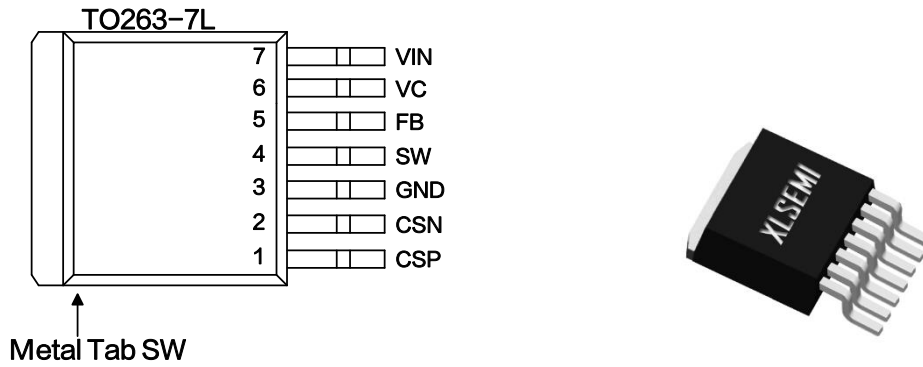 TO263-7L
7 VIN
6 VC
5 FB
4 SW
3 GND
2 CSN
1 CSP
Metal Tab SW
XLSEMI